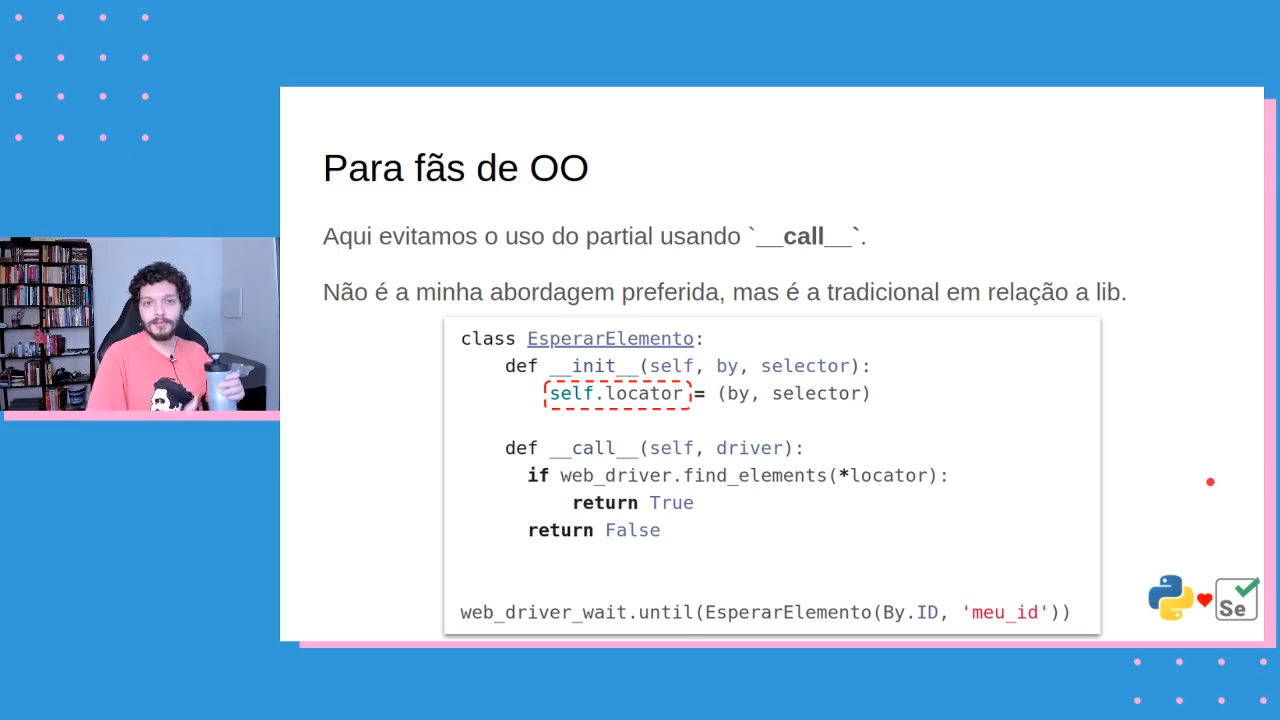 Para fãs de OO
Aqui evitamos o uso do partial usando `__call__`.
Não é a minha abordagem preferida, mas é a tradicional em relação a lib.
class EsperarElemento:
    def __init__(self, by, selector):
        self.locator = (by, selector)
    def __call__(self, driver):
      if web_driver.find_elements(*locator):
          return True
      return False
web_driver_wait.until(EsperarElemento(By.ID, 'meu_id'))
Se